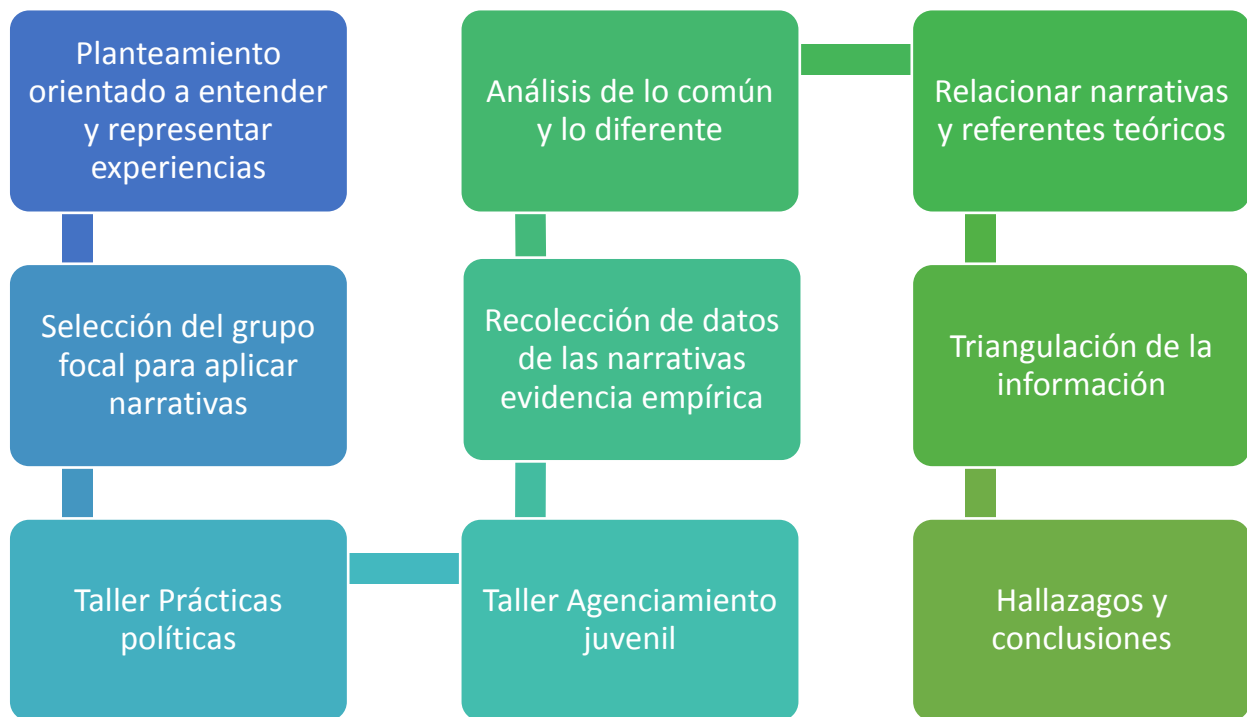 Planteamiento
orientado a entender
y representar
experiencias
Selección del grupo
focal para aplicar
narrativas
Taller Prácticas
políticas
Taller Agenciamiento
juvenil
Recolección de datos
de las narrativas
evidencia empírica
Análisis de lo común
y lo diferente
Relacionar narrativas
y referentes teóricos
Triangulación de la
información
Hallazagos y
conclusiones